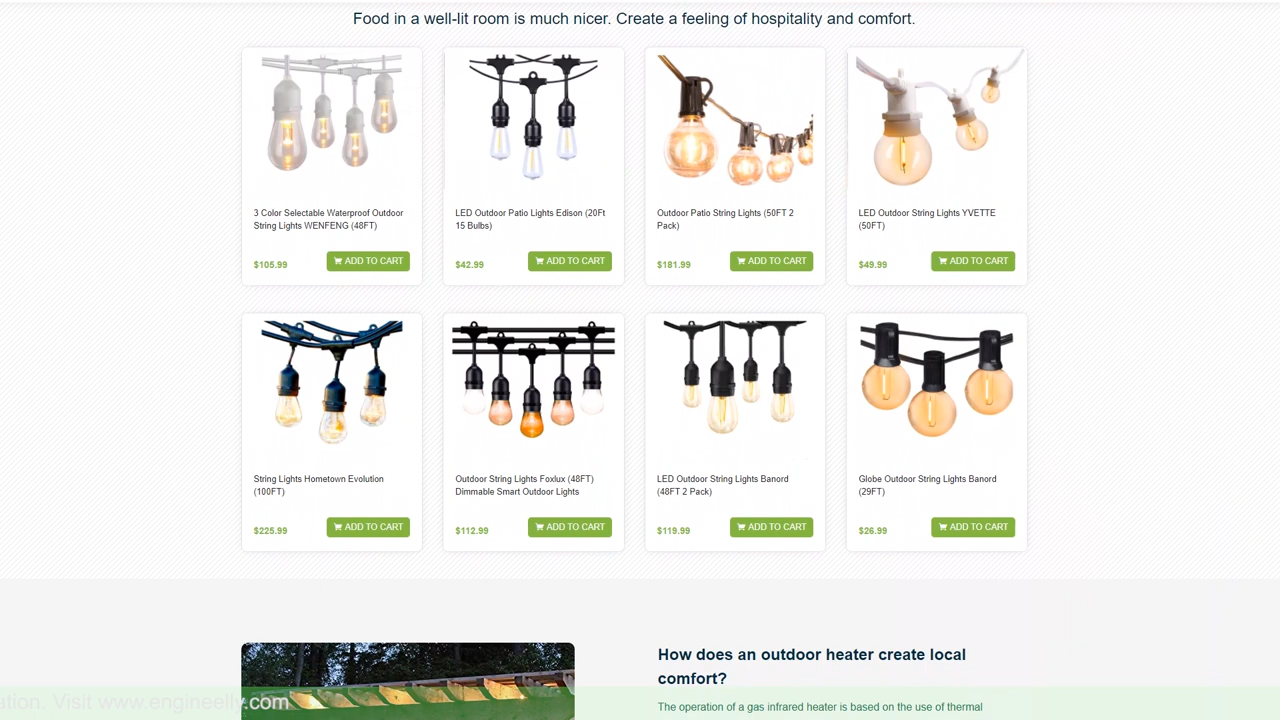 Food in a well-lit room is much nicer. Create a feeling of hospitality and comfort.
3 Color Selectable Waterproof Outdoor
String Lights WENFENG (48FT)
$105.99
ADD TO CART
LED Outdoor Patio Lights Edison (20Ft
15 Bulbs)
$42.99
ADD TO CART
Outdoor Patio String Lights (50FT 2
Pack)
$181.99
ADD TO CART
LED Outdoor String Lights YVETTE
(50FT)
$49.99
ADD TO CART
String Lights Hometown Evolution
(100FT)
$225.99
ADD TO CART
Outdoor String Lights Foxlux (48FT)
Dimmable Smart Outdoor Lights
$112.99
ADD TO CART
LED Outdoor String Lights Banord
(48FT 2 Pack)
$119.99
ADD TO CART
Globe Outdoor String Lights Banord
(29FT)
$26.99
ADD TO CART
How does an outdoor heater create local
comfort?
The operation of a gas infrared heater is based on the use of thermal
ation. Visit www.engineelly.com